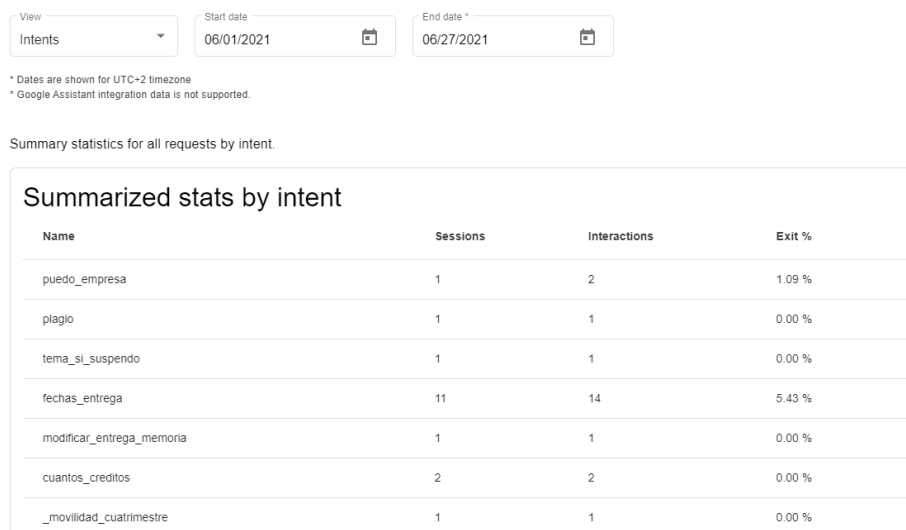 View
Intents
Start date
06/01/2021
End date *
06/27/2021
* Dates are shown for UTC+2 timezone
* Google Assistant integration data is not supported.
Summary statistics for all requests by intent.
Summarized stats by intent
Name Sessions Interactions Exit %
puedo_empresa 1 2 1.09 %
plagio 1 1 0.00 %
tema_si_suspendo 1 1 0.00 %
fechas_entrega 11 14 5.43 %
modificar_entrega_memoria 1 1 0.00 %
cuantos_creditos 2 2 0.00 %
_movilidad_cuatrimestre 1 1 0.00 %